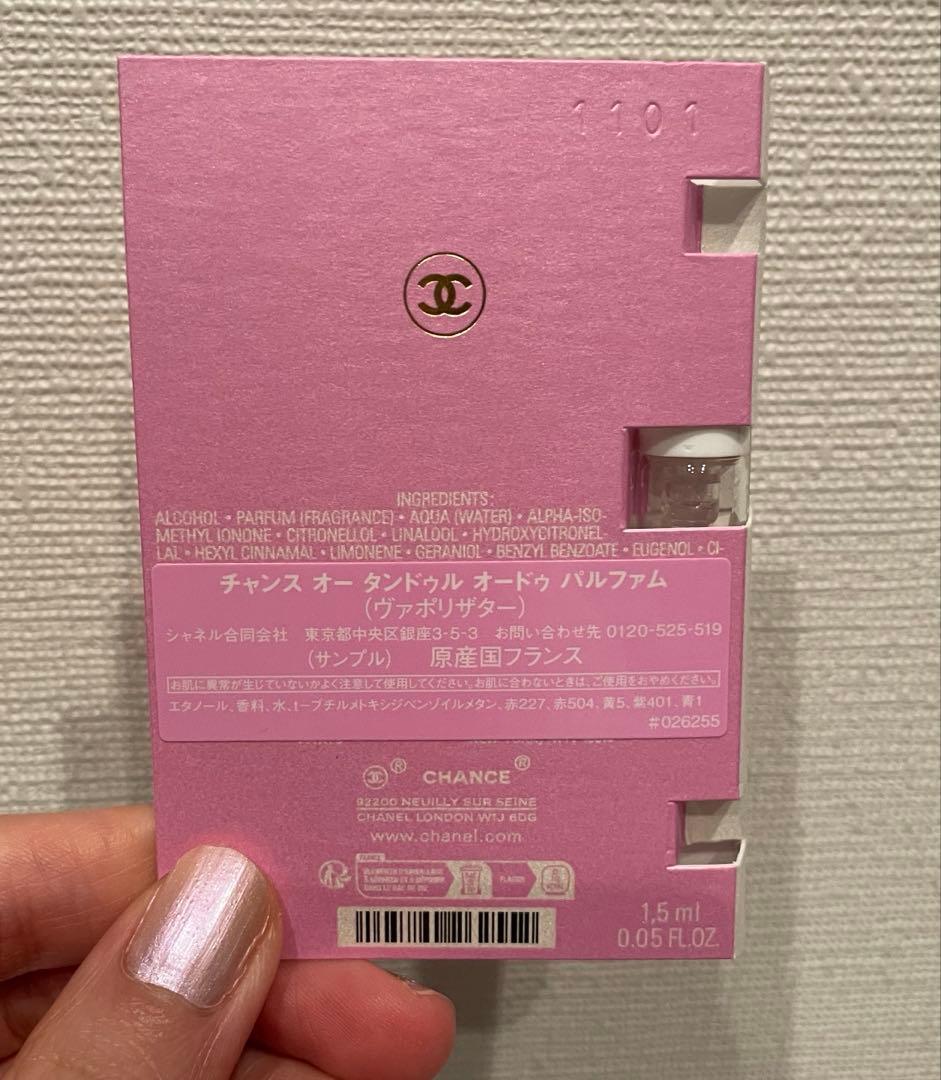 1101
INGREDIENTS:
ALCOHOL • PARFUM (FRAGRANCE) • AQUA (WATER) • ALPHA-ISO-
METHYL IONONE • CITRONELLOL • LINALOOL • HYDROXYCITRONEL-
LAL • HEXYL CINNAMAL • LIMONENE • GERANIOL • BENZYL BENZOATE • EUGENOL • CI-
チャンス オー タンドゥル オードゥ パルファム
(ヴァポリザター)
シャネル合同会社 東京都中央区銀座3-5-3 お問い合わせ先 0120-525-519
(サンプル) 原産国フランス
お肌に異常が生じていないかよく注意して使用してください。お肌に合わないときは、ご使用をおやめください。
エタノール、香料、水、t-ブチルメトキシジベンゾイルメタン、赤227、赤504、黄5、紫401、青1
#026255
® CHANCE ®
92200 NEUILLY SUR SEINE
CHANEL LONDON W1J 6DG
www.chanel.com
FRANCE
FLACON
1,5 ml
0.05 FL.OZ.